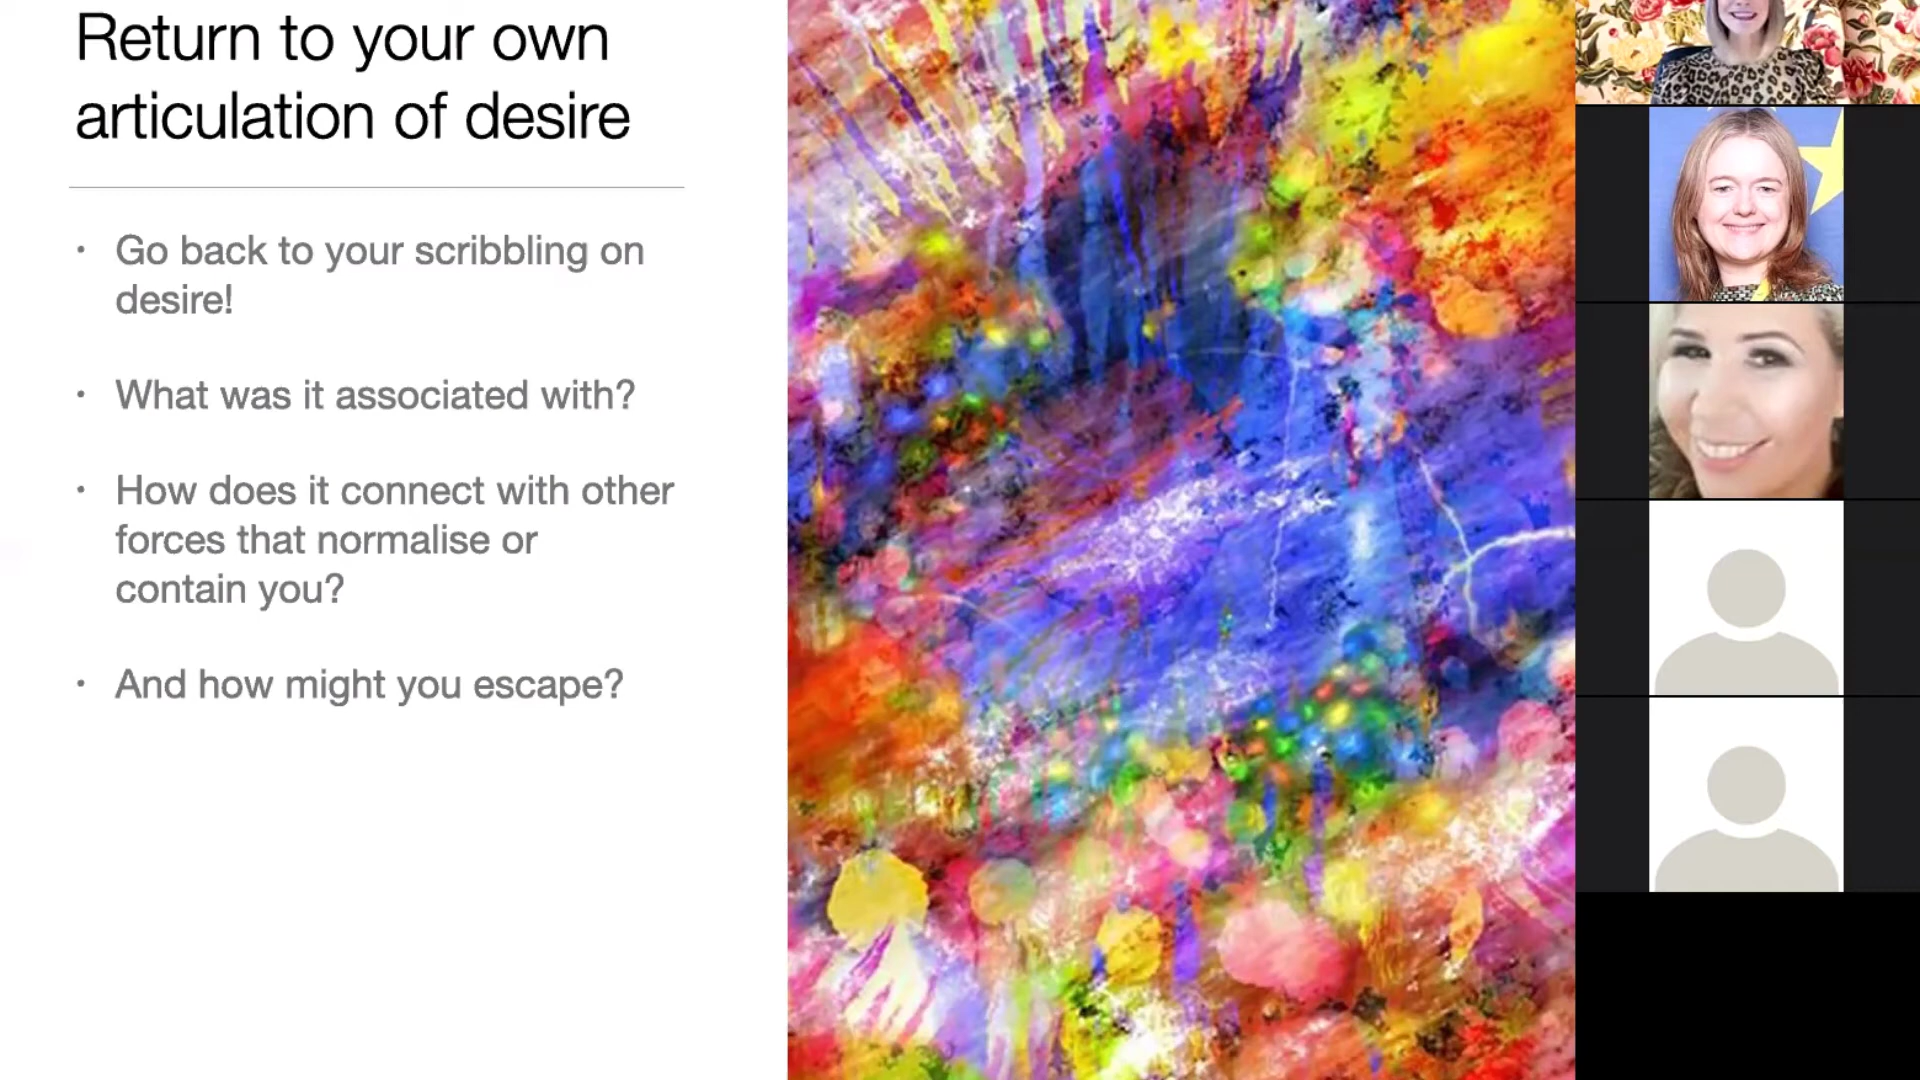 Return to your own
articulation of desire
• Go back to your scribbling on
desire!
• What was it associated with?
• How does it connect with other
forces that normalise or
contain you?
• And how might you escape?